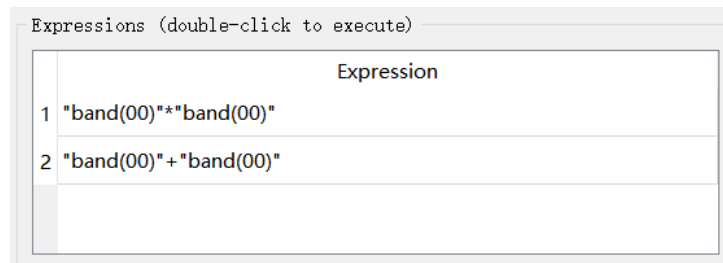 Expressions (double-click to execute)
Expression
1 "band(00)"*"band(00)"
2 "band(00)"+"band(00)"